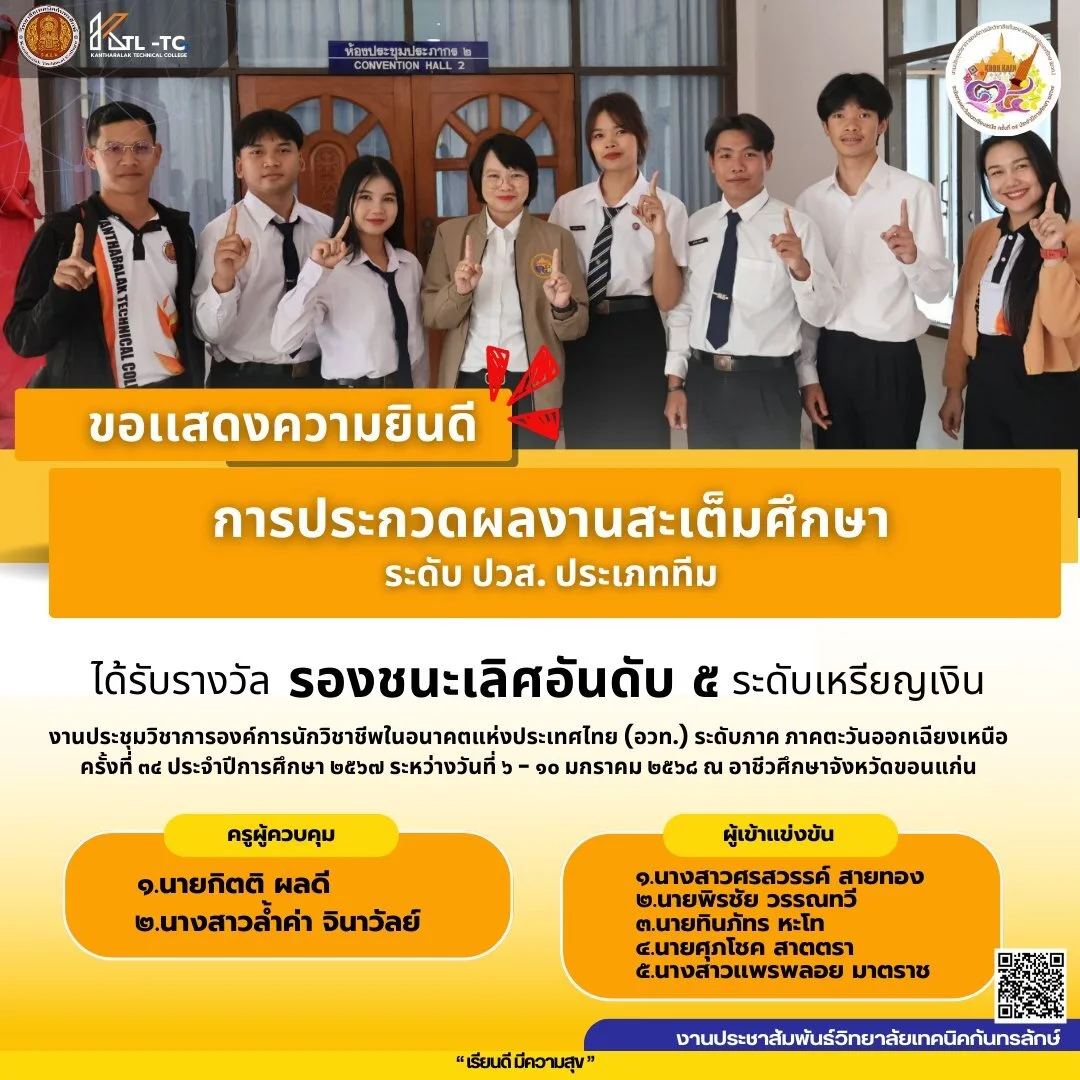 KTL -TC
KANTHARALAK TECHNICAL COLLEGE
ห้องประชุมประภากร ๒
CONVENTION HALL 2
KANTHARALAK TECHNICAL COLL
ขอแสดงความยินดี
การประกวดผลงานสะเต็มศึกษา
ระดับ ปวส. ประเภททีม
ได้รับรางวัล รองชนะเลิศอันดับ ๕ ระดับเหรียญเงิน
งานประชุมวิชาการองค์การนักวิชาชีพในอนาคตแห่งประเทศไทย (อวท.) ระดับภาค ภาคตะวันออกเฉียงเหนือ
ครั้งที่ ๓๔ ประจำปีการศึกษา ๒๕๖๗ ระหว่างวันที่ ๖ - ๑๐ มกราคม ๒๕๖๘ ณ อาชีวศึกษาจังหวัดขอนแก่น
ครูผู้ควบคุม
๑.นายกิตติ ผลดี
๒.นางสาวล้ำค่า จินาวัลย์
ผู้เข้าแข่งขัน
๑.นางสาวศรสวรรค์ สายทอง
๒.นายพิรชัย วรรณทวี
๓.นายทินภัทร หะโท
๔.นายศุภโชค สาตตรา
๕.นางสาวแพรพลอย มาตราช
งานประชาสัมพันธ์วิทยาลัยเทคนิคกันทรลักษ์
“ เรียนดี มีความสุข ”